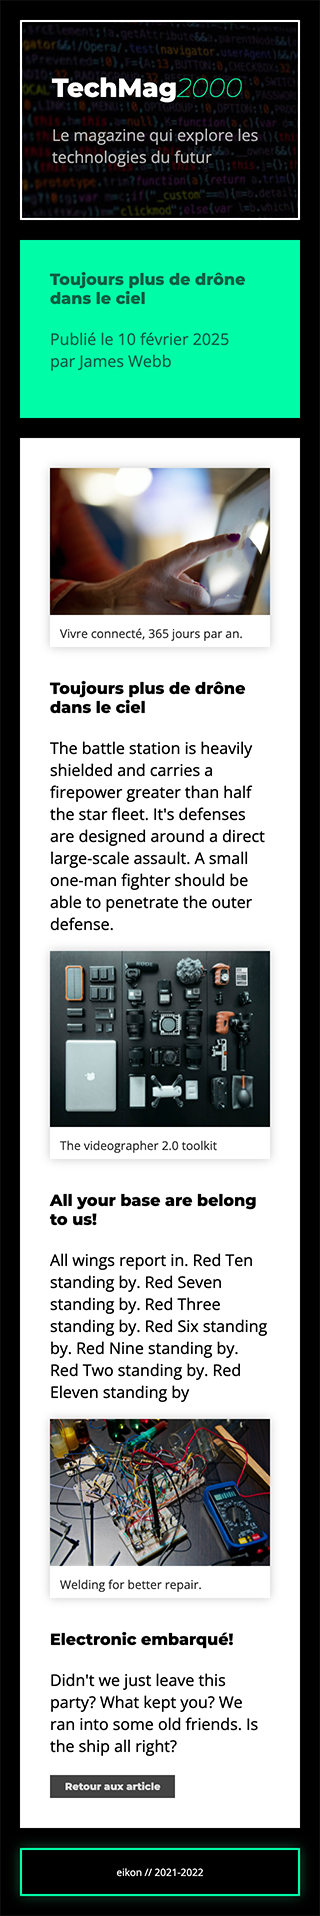 TechMag2000
Le magazine qui explore les
technologies du futur
Toujours plus de drône
dans le ciel
Publié le 10 février 2025
par James Webb
Vivre connecté, 365 jours par an.
Toujours plus de drône
dans le ciel
The battle station is heavily
shielded and carries a
firepower greater than half
the star fleet. It's defenses
are designed around a direct
large-scale assault. A small
one-man fighter should be
able to penetrate the outer
defense.
The videographer 2.0 toolkit
All your base are belong
to us!
All wings report in. Red Ten
standing by. Red Seven
standing by. Red Three
standing by. Red Six standing
by. Red Nine standing by.
Red Two standing by. Red
Eleven standing by
Welding for better repair.
Electronic embarqué!
Didn't we just leave this
party? What kept you? We
ran into some old friends. Is
the ship all right?
Retour aux article
eikon // 2021-2022